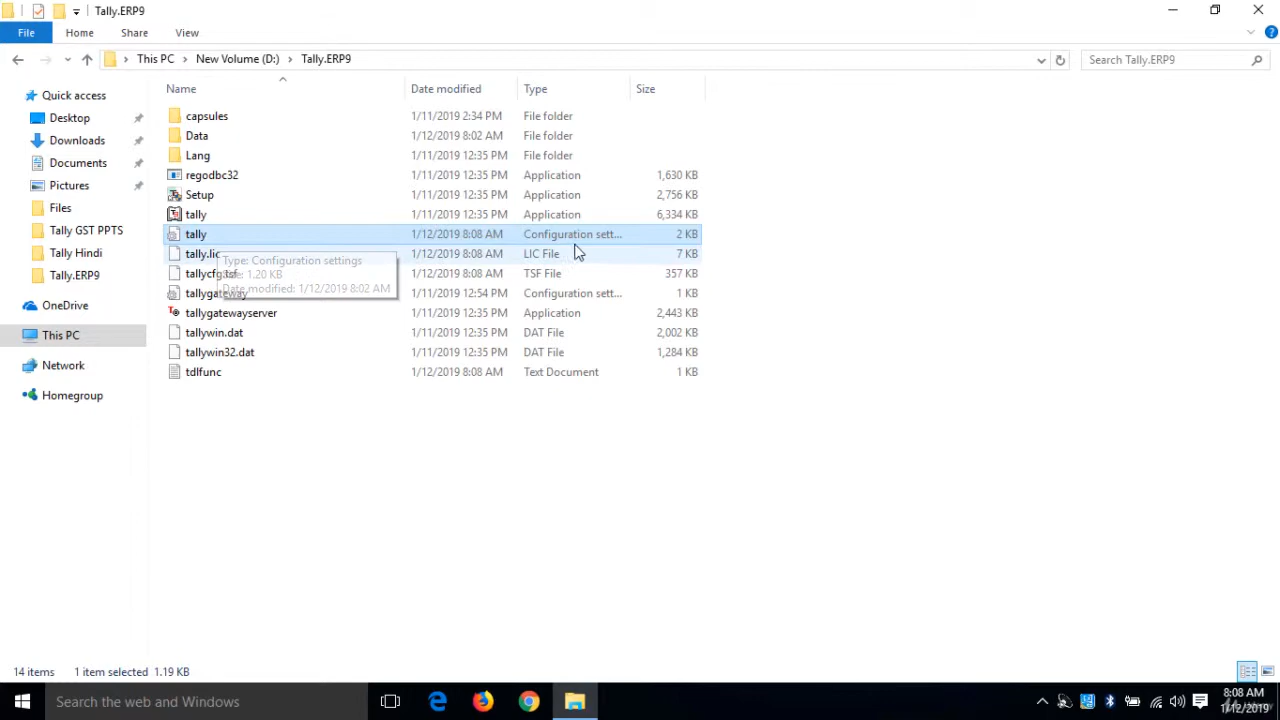 Tally.ERP9
File Home Share View
This PC New Volume (D:) Tally.ERP9 Search Tally.ERP9
Name Date modified Type Size
Quick access
Desktop
Downloads
Documents
Pictures
Files
Tally GST PPTS
Tally Hindi
Tally.ERP9
OneDrive
This PC
Network
Homegroup
capsules 1/11/2019 2:34 PM File folder
Data 1/12/2019 8:02 AM File folder
Lang 1/11/2019 12:35 PM File folder
regodbc32 1/11/2019 12:35 PM Application 1,630 KB
Setup 1/11/2019 12:35 PM Application 2,756 KB
tally 1/11/2019 12:35 PM Application 6,334 KB
tally 1/12/2019 8:08 AM Configuration sett... 2 KB
tally.lic 1/12/2019 8:08 AM LIC File 7 KB
Type: Configuration settings
Size: 1.20 KB
Date modified: 1/12/2019 8:02 AM
tallycfg.tsf 1/12/2019 8:08 AM TSF File 357 KB
tallygateway 1/11/2019 12:54 PM Configuration sett... 1 KB
tallygatewayserver 1/11/2019 12:35 PM Application 2,443 KB
tallywin.dat 1/11/2019 12:35 PM DAT File 2,002 KB
tallywin32.dat 1/11/2019 12:35 PM DAT File 1,284 KB
tdlfunc 1/12/2019 8:08 AM Text Document 1 KB
14 items 1 item selected 1.19 KB
Search the web and Windows
8:08 AM
1/12/2019